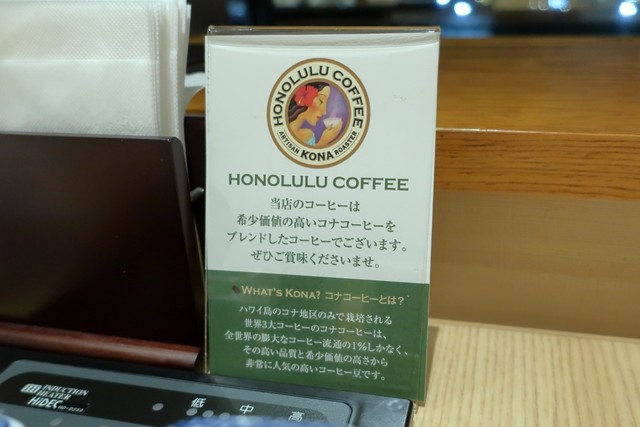 HONOLULU COFFEE
ARTISAN KONA ROASTER
HONOLULU COFFEE
当店のコーヒーは
希少価値の高いコナコーヒーを
ブレンドしたコーヒーでございます。
ぜひご賞味くださいませ。
WHAT'S KONA? コナコーヒーとは?
ハワイ島のコナ地区のみで栽培される
世界3大コーヒーのコナコーヒーは、
全世界の膨大なコーヒー流通の1%しかなく、
その高い品質と希少価値の高さから
非常に人気の高いコーヒー豆です。
INDUCTION
HEATER
HiDEC
低 中 高